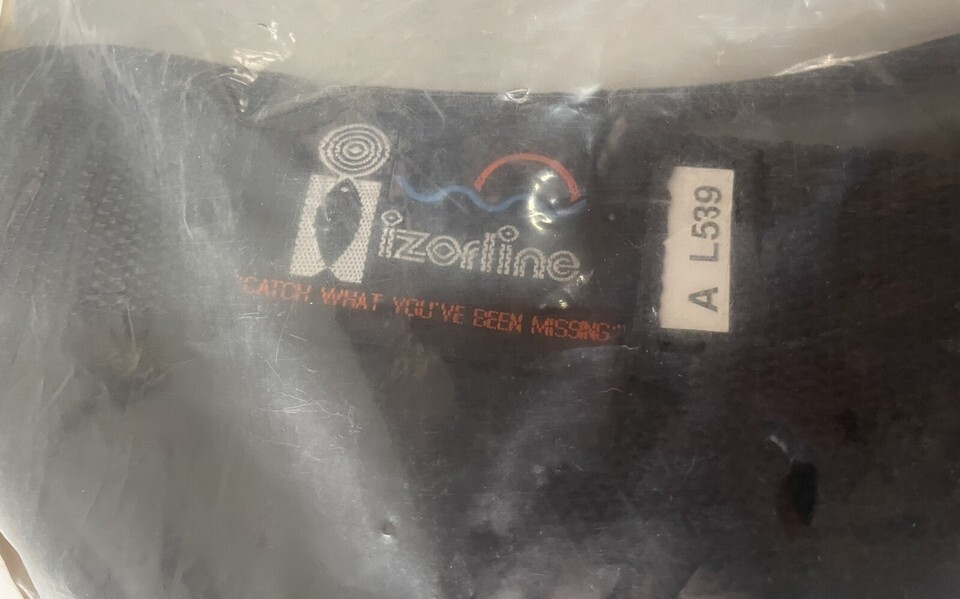 izorline
"CATCH WHAT YOU'VE BEEN MISSING"
A L539